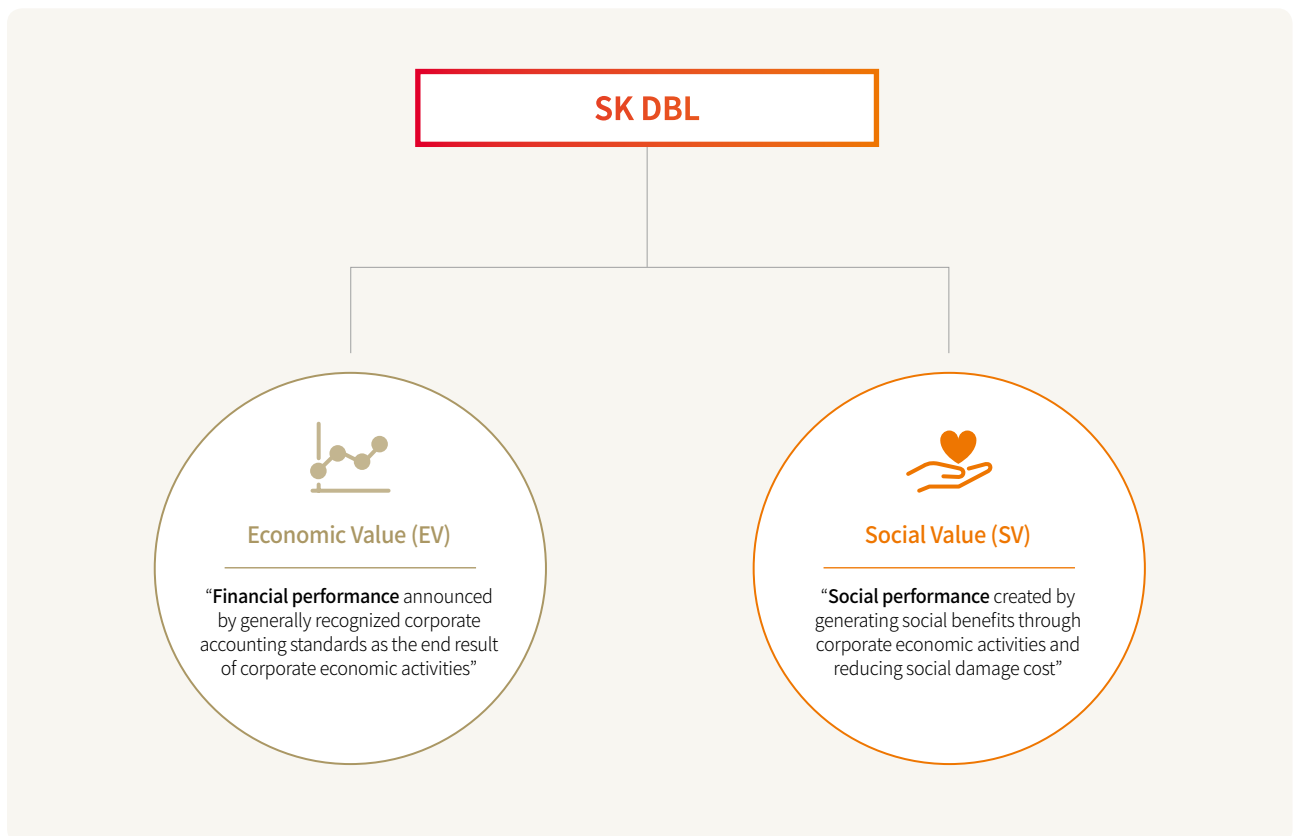 SK DBL
Economic Value (EV)
“Financial performance announced
by generally recognized corporate
accounting standards as the end result
of corporate economic activities”
Social Value (SV)
“Social performance created by
generating social benefits through
corporate economic activities and
reducing social damage cost”